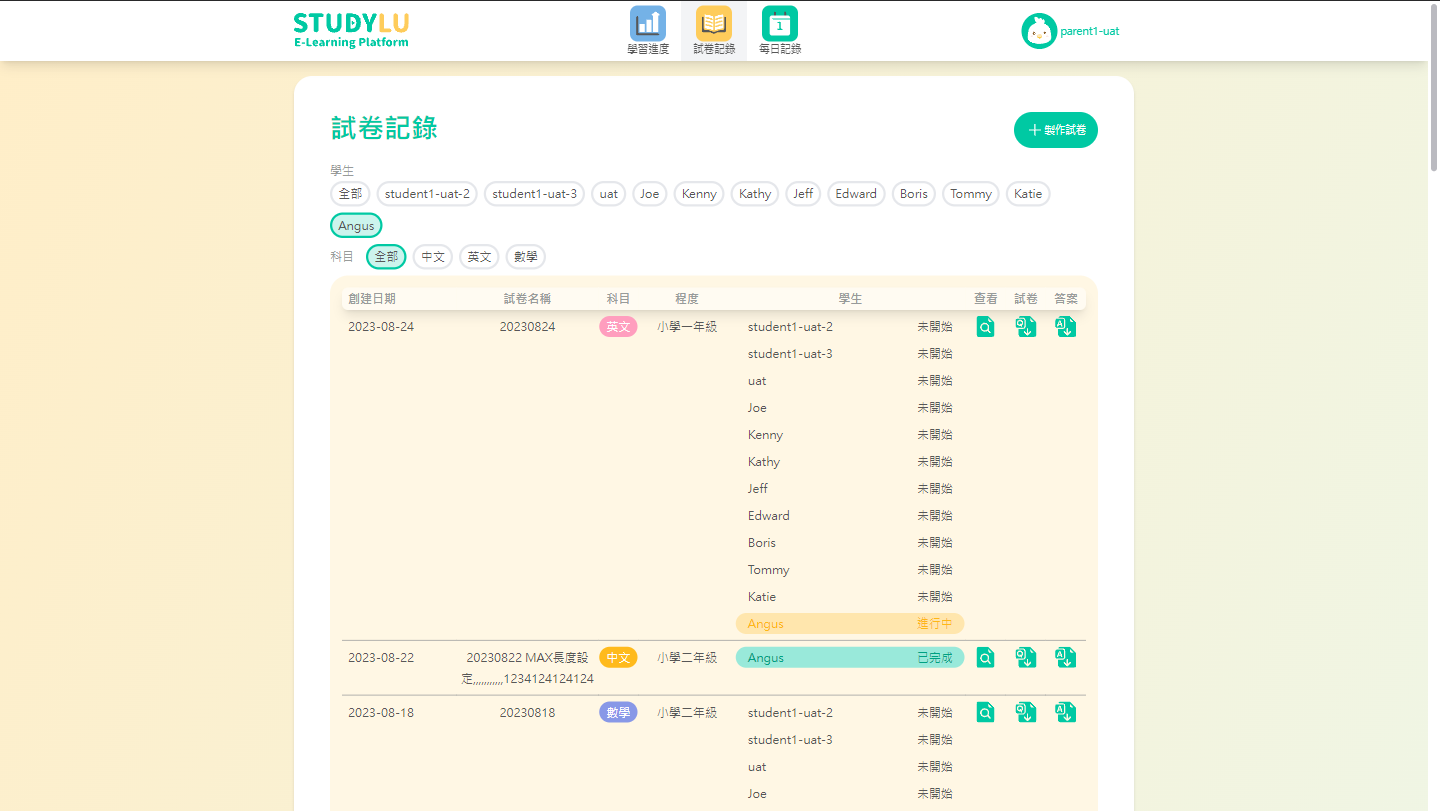 STUDYLU
E-Learning Platform
學習進度
試卷記錄
1
每日記錄
parent1-uat
試卷記錄
製作試卷
學生
全部 student1-uat-2 student1-uat-3 uat Joe Kenny Kathy Jeff Edward Boris Tommy Katie
Angus
科目 全部 中文 英文 數學
創建日期 試卷名稱 科目 程度 學生 查看 試卷 答案
2023-08-24 20230824 英文 小學一年級 student1-uat-2 未開始
student1-uat-3 未開始
uat 未開始
Joe 未開始
Kenny 未開始
Kathy 未開始
Jeff 未開始
Edward 未開始
Boris 未開始
Tommy 未開始
Katie 未開始
Angus 進行中
2023-08-22 20230822 MAX長度設 中文 小學二年級 Angus 已完成
定,,,,,,,,,,,1234124124124
2023-08-18 20230818 數學 小學二年級 student1-uat-2 未開始
student1-uat-3 未開始
uat 未開始
Joe 未開始